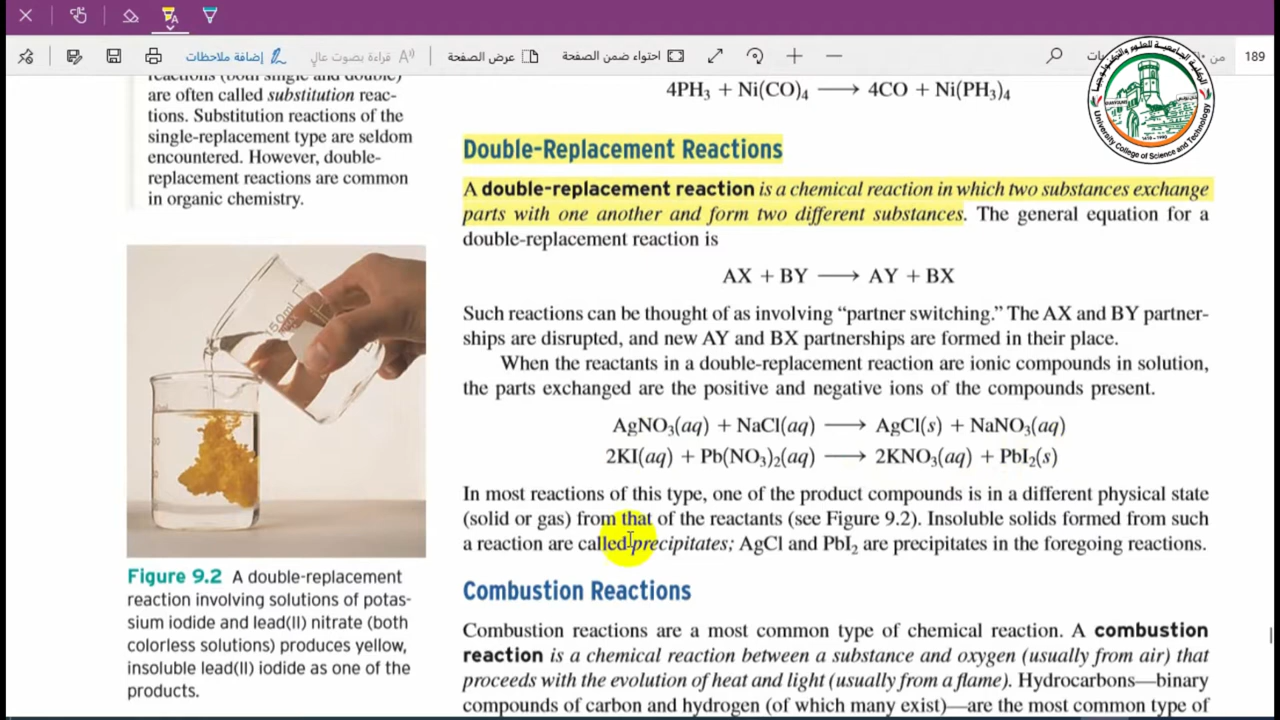 إضافة ملاحظات
قراءة بصوت عالٍ
عرض الصفحة
احتواء ضمن الصفحة
من
189
University College of Science and Technology
reactions (both single and double)
are often called substitution reac-
tions. Substitution reactions of the
single-replacement type are seldom
encountered. However, double-
replacement reactions are common
in organic chemistry.
Figure 9.2 A double-replacement
reaction involving solutions of potas-
sium iodide and lead(II) nitrate (both
colorless solutions) produces yellow,
insoluble lead(II) iodide as one of the
products.
4PH₃ + Ni(CO)₄ ⟶ 4CO + Ni(PH₃)₄
Double-Replacement Reactions
A double-replacement reaction is a chemical reaction in which two substances exchange
parts with one another and form two different substances. The general equation for a
double-replacement reaction is
AX + BY ⟶ AY + BX
Such reactions can be thought of as involving “partner switching.” The AX and BY partner-
ships are disrupted, and new AY and BX partnerships are formed in their place.
When the reactants in a double-replacement reaction are ionic compounds in solution,
the parts exchanged are the positive and negative ions of the compounds present.
AgNO₃(aq) + NaCl(aq) ⟶ AgCl(s) + NaNO₃(aq)
2KI(aq) + Pb(NO₃)₂(aq) ⟶ 2KNO₃(aq) + PbI₂(s)
In most reactions of this type, one of the product compounds is in a different physical state
(solid or gas) from that of the reactants (see Figure 9.2). Insoluble solids formed from such
a reaction are called precipitates; AgCl and PbI₂ are precipitates in the foregoing reactions.
Combustion Reactions
Combustion reactions are a most common type of chemical reaction. A combustion
reaction is a chemical reaction between a substance and oxygen (usually from air) that
proceeds with the evolution of heat and light (usually from a flame). Hydrocarbons—binary
compounds of carbon and hydrogen (of which many exist)—are the most common type of